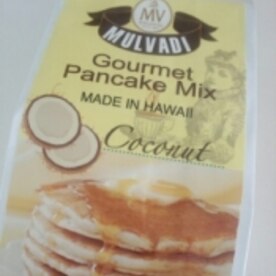 MV
MULVADI
Gourmet
Pancake Mix
MADE IN HAWAII
Coconut